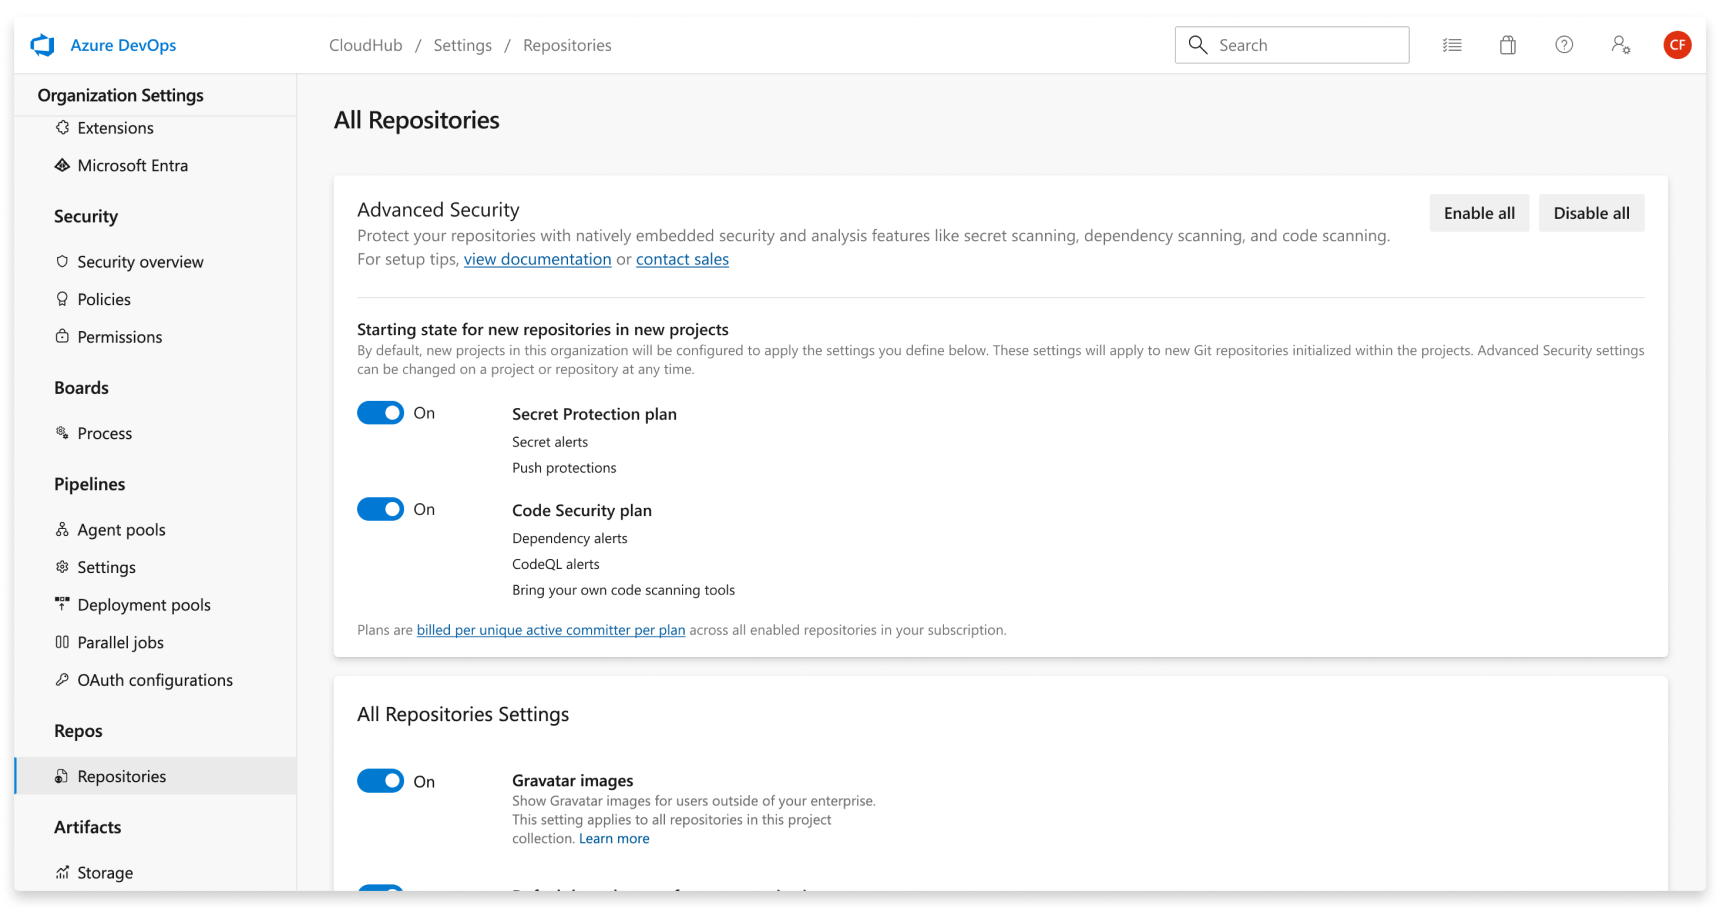 Azure DevOps
CloudHub / Settings / Repositories
Search
CF
Organization Settings
Extensions
Microsoft Entra
Security
Security overview
Policies
Permissions
Boards
Process
Pipelines
Agent pools
Settings
Deployment pools
Parallel jobs
OAuth configurations
Repos
Repositories
Artifacts
Storage
All Repositories
Advanced Security
Enable all
Disable all
Protect your repositories with natively embedded security and analysis features like secret scanning, dependency scanning, and code scanning.
For setup tips, view documentation or contact sales
Starting state for new repositories in new projects
By default, new projects in this organization will be configured to apply the settings you define below. These settings will apply to new Git repositories initialized within the projects. Advanced Security settings
can be changed on a project or repository at any time.
On
Secret Protection plan
Secret alerts
Push protections
On
Code Security plan
Dependency alerts
CodeQL alerts
Bring your own code scanning tools
Plans are billed per unique active committer per plan across all enabled repositories in your subscription.
All Repositories Settings
On
Gravatar images
Show Gravatar images for users outside of your enterprise.
This setting applies to all repositories in this project
collection. Learn more